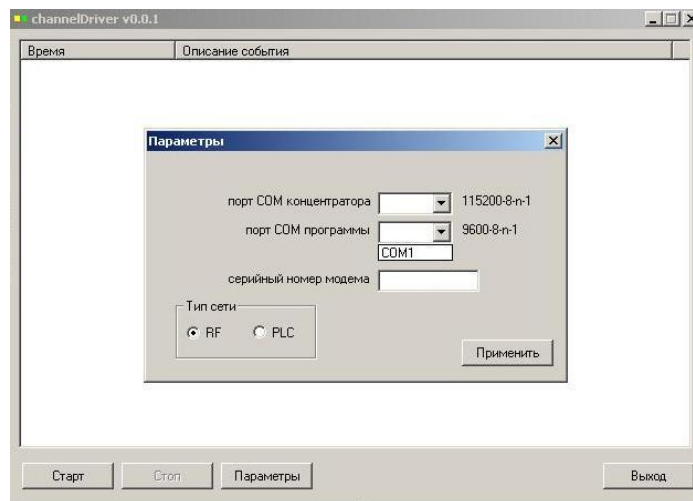 channelDriver v0.0.1
Время Описание события
Параметры
порт COM концентратора 115200-8-n-1
порт COM программы 9600-8-n-1
COM1
серийный номер модема
Тип сети
RF PLC
Применить
Старт Стоп Параметры Выход